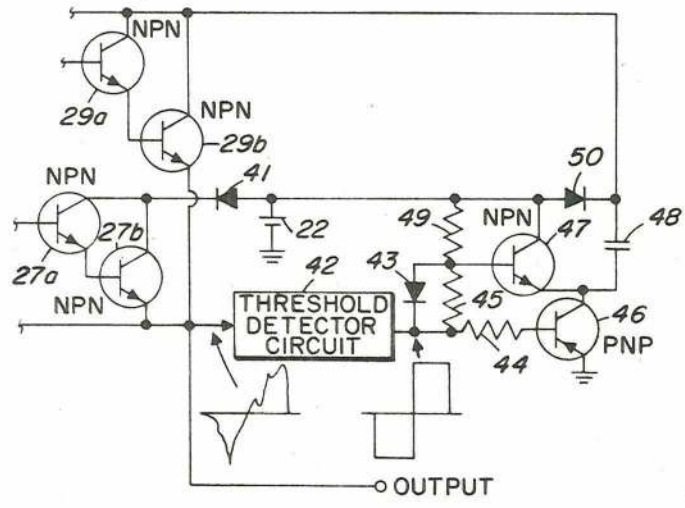 NPN
29a
NPN
29b
NPN
41
50
27b
22
49
NPN
47
48
27a
NPN
42
43
THRESHOLD
DETECTOR
CIRCUIT
45
46
44
PNP
OUTPUT